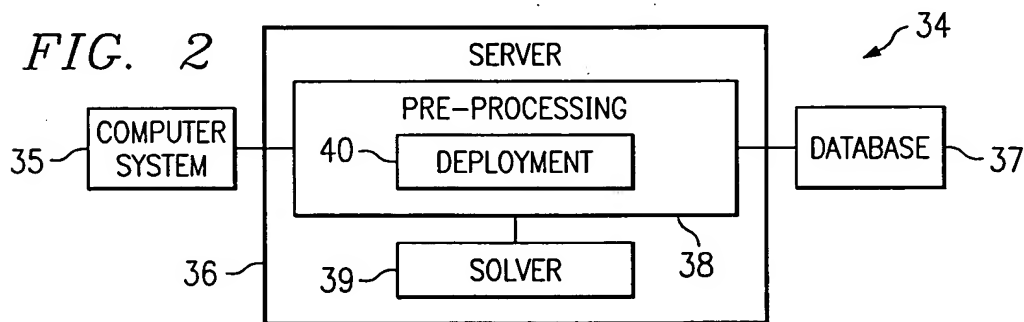 FIG. 2
34
SERVER
PRE-PROCESSING
COMPUTER
SYSTEM
35
40
DEPLOYMENT
DATABASE
37
36
39
SOLVER
38